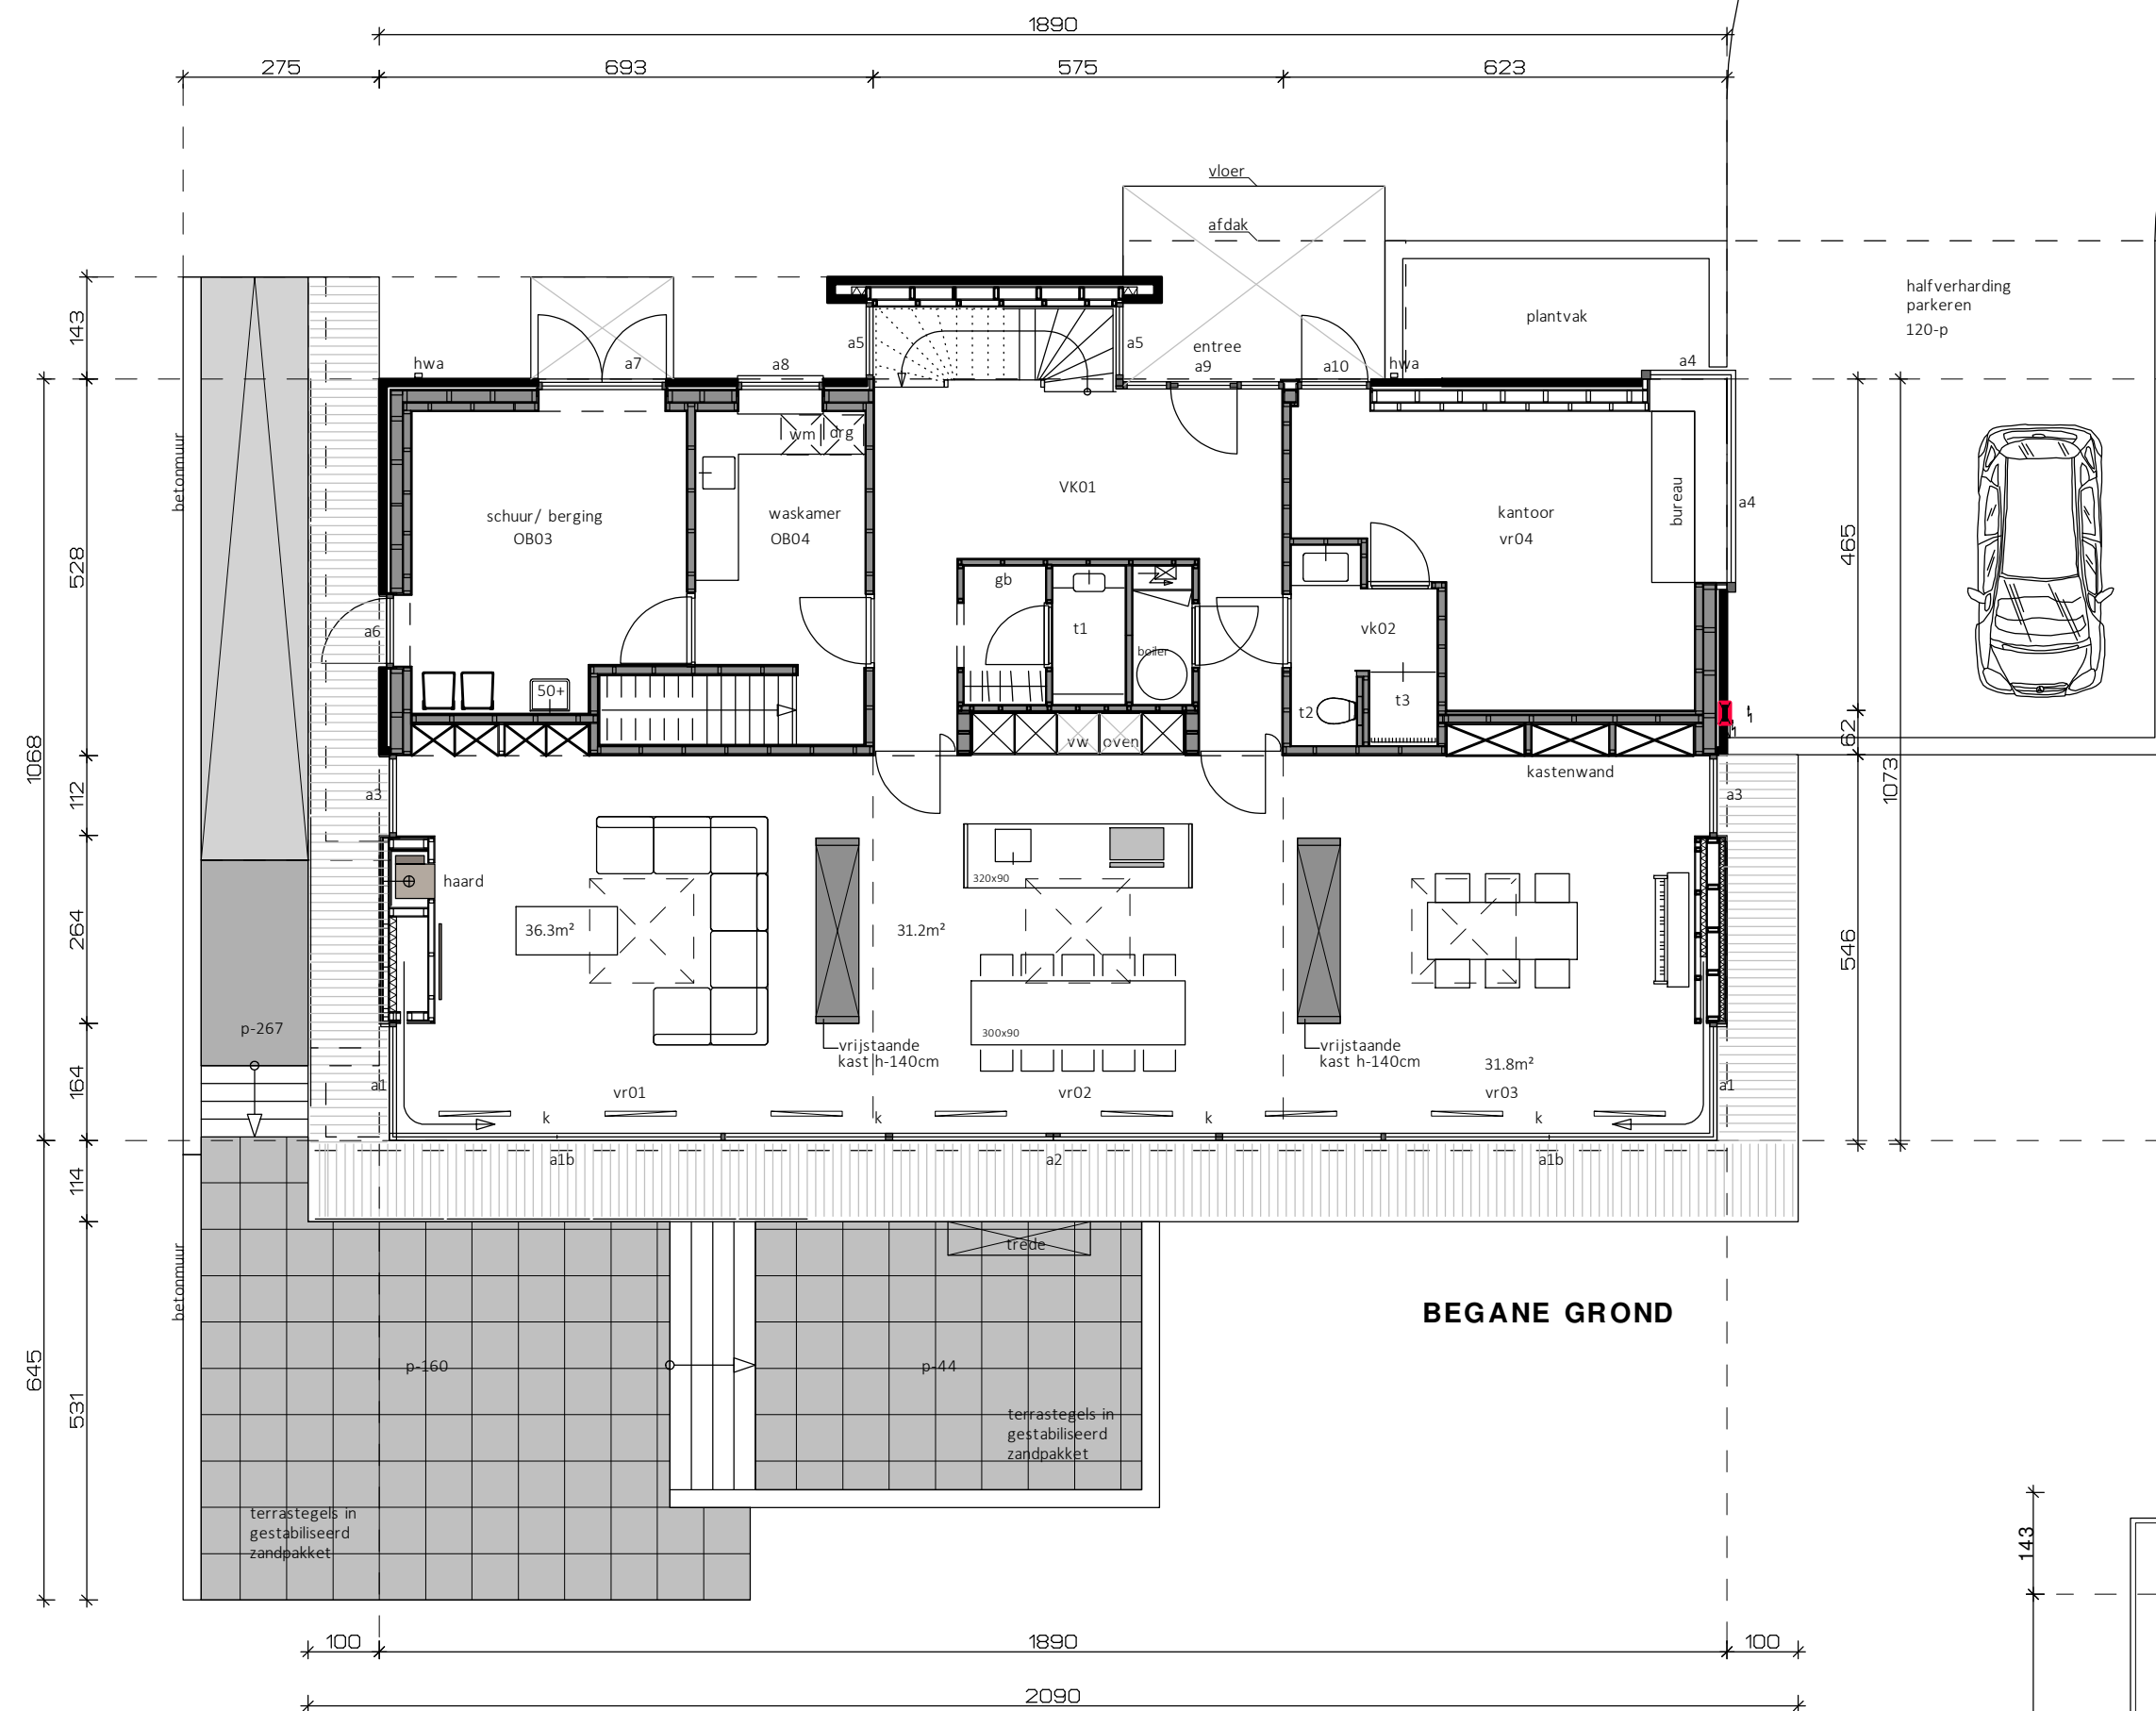 1890
275
693
575
623
vloer
afdak
halfverharding
parkeren
120-p
plantvak
143
a5
a5
entree
a9
a10
hwa
a4
hwa
a7
a8
wm
drg
betonmuur
VK01
bureau
a4
schuur/ berging
OB03
waskamer
OB04
kantoor
vr04
528
465
gb
a6
t1
vk02
boiler
50+
t2
t3
62
1068
vw
oven
kastenwand
1073
112
a3
a3
haard
320x90
264
36.3m²
31.2m²
546
p-267
300x90
vrijstaande
kast h-140cm
vrijstaande
kast h-140cm
31.8m²
164
a1
a1
vr01
vr02
vr03
k
k
k
k
a1b
a2
a1b
114
trede
betonmuur
BEGANE GROND
645
p-160
p-44
531
terrastegels in
gestabiliseerd
zandpakket
terrastegels in
gestabiliseerd
zandpakket
143
100
1890
100
2090